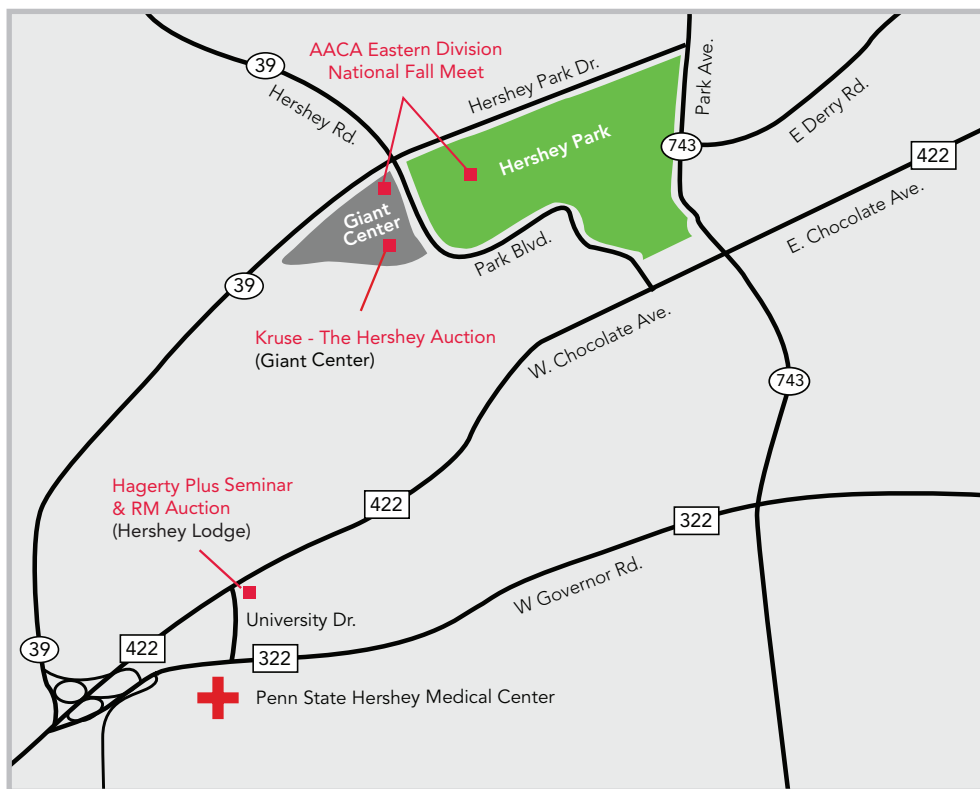 AACA Eastern Division
National Fall Meet
39
Hershey Rd.
Hershey Park Dr.
Park Ave.
E Derry Rd.
743
422
Hershey Park
Giant
Center
Park Blvd.
E. Chocolate Ave.
39
Kruse - The Hershey Auction
(Giant Center)
W. Chocolate Ave.
743
Hagerty Plus Seminar
& RM Auction
(Hershey Lodge)
422
322
W Governor Rd.
University Dr.
39
422
322
Penn State Hershey Medical Center